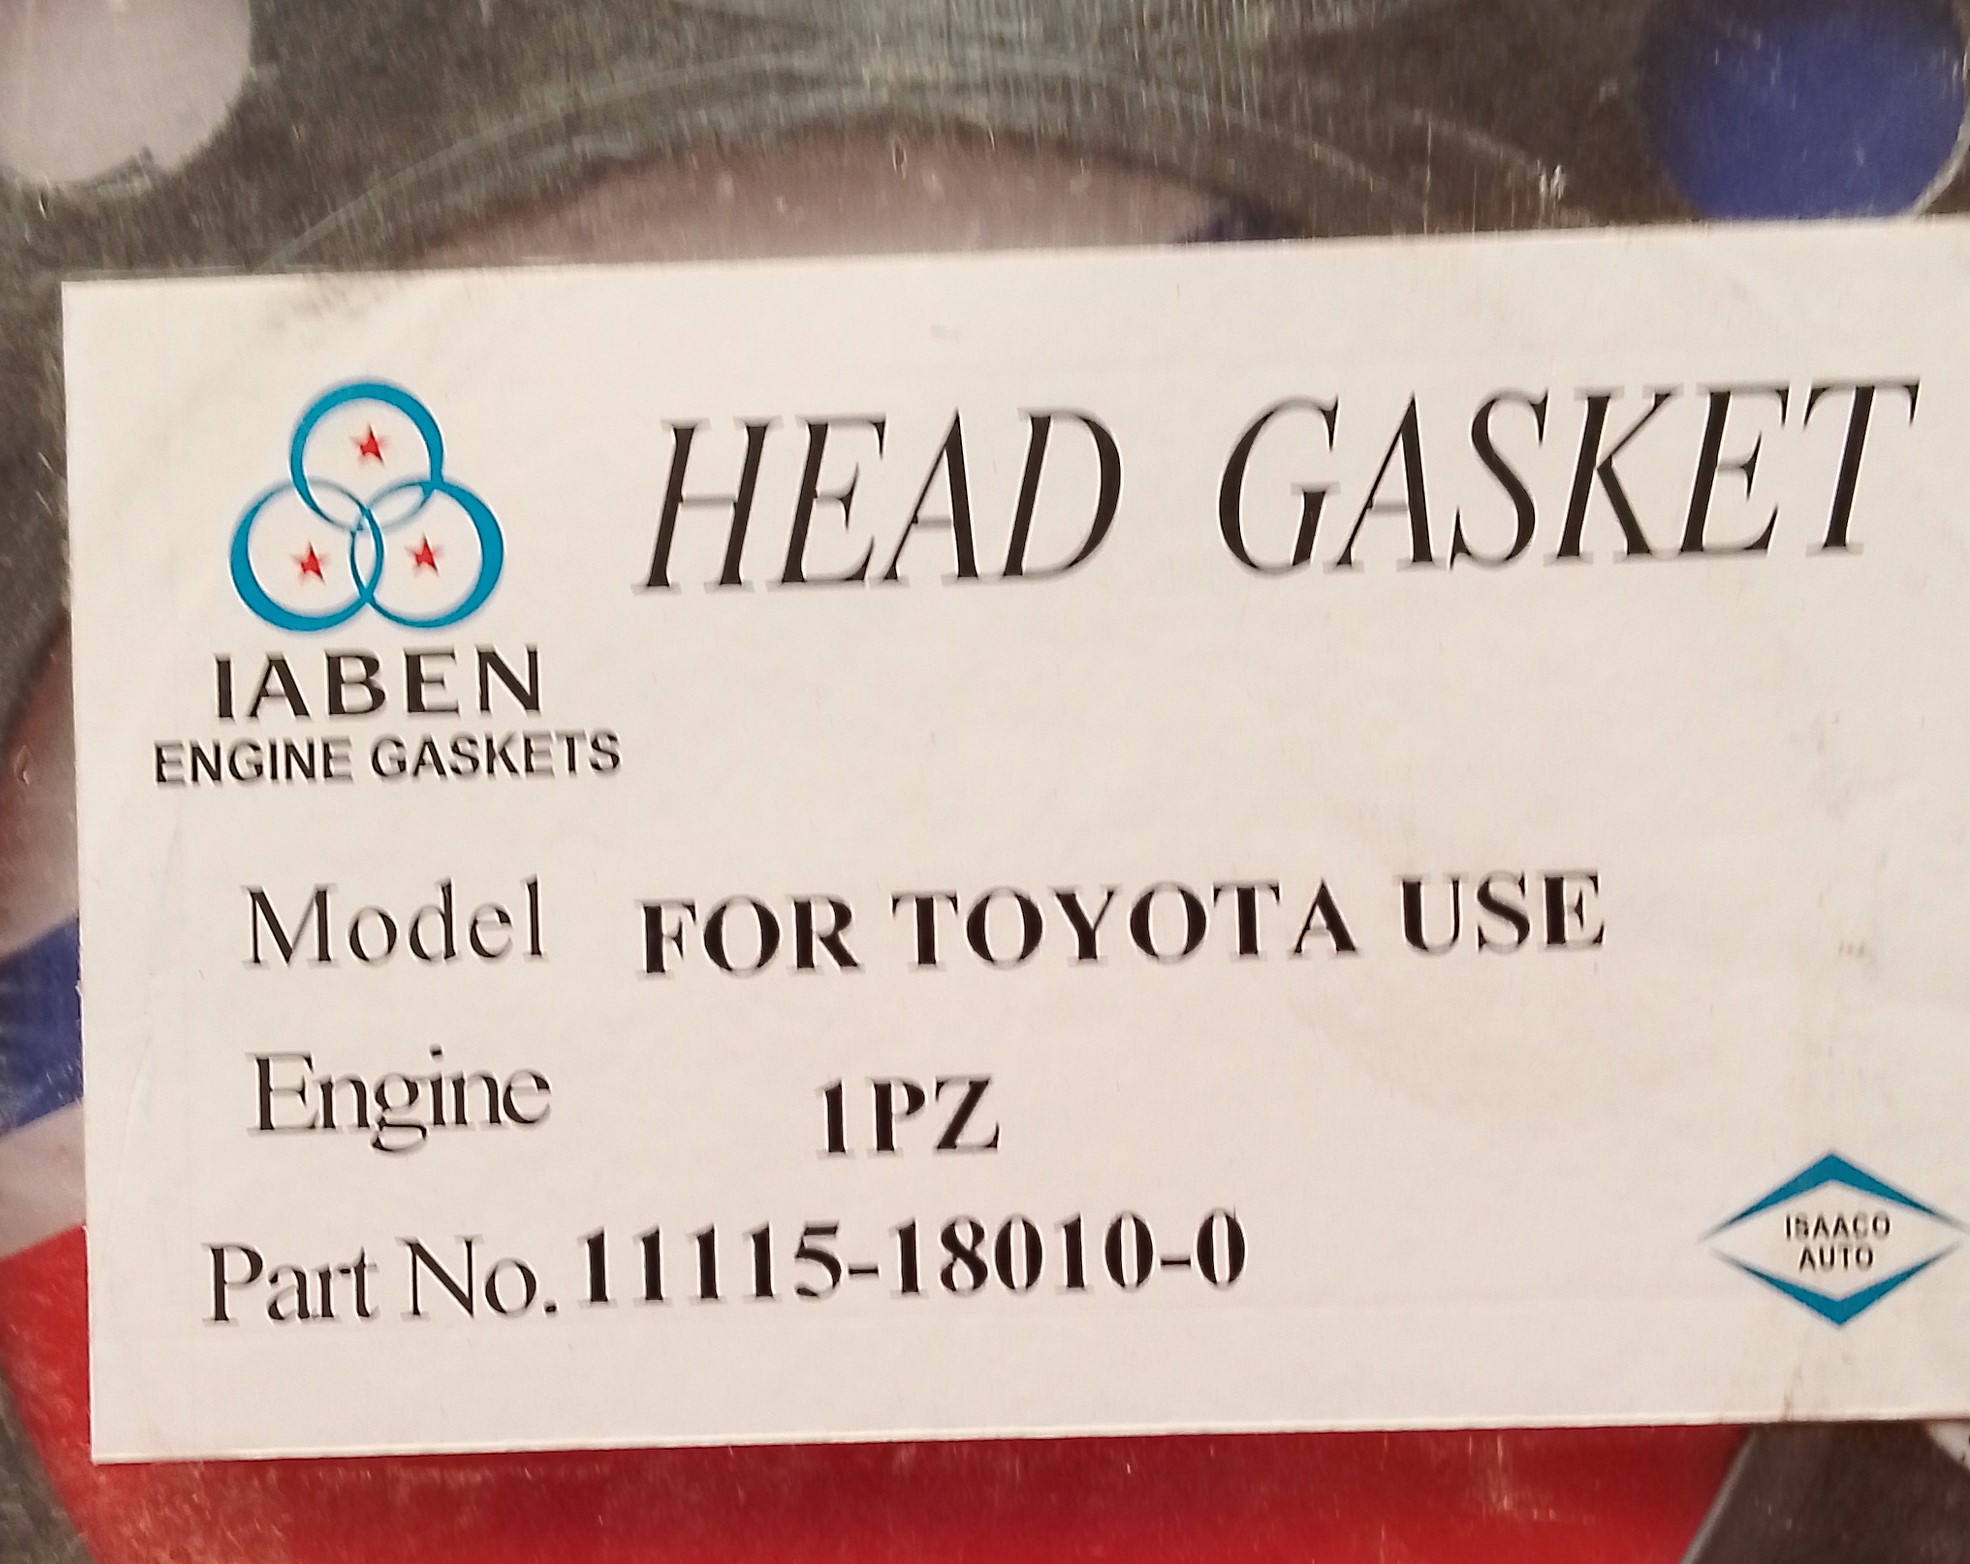 HEAD GASKET
IABEN
ENGINE GASKETS
Model FOR TOYOTA USE
Engine 1PZ
Part No. 11115-18010-0
ISAACO
AUTO